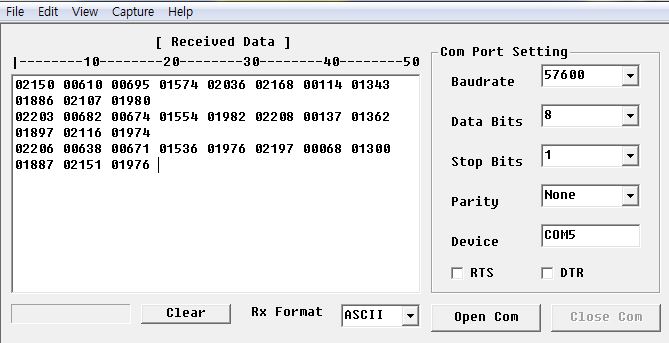 File Edit View Capture Help
[ Received Data ]
|--------10--------20--------30--------40--------50
02150 00610 00695 01574 02036 02168 00114 01343
01886 02107 01980
02203 00682 00674 01554 01982 02208 00137 01362
01897 02116 01974
02206 00638 00671 01536 01976 02197 00068 01300
01887 02151 01976
Clear
Rx Format
ASCII
Com Port Setting
Baudrate 57600
Data Bits 8
Stop Bits 1
Parity None
Device COM5
RTS DTR
Open Com Close Com